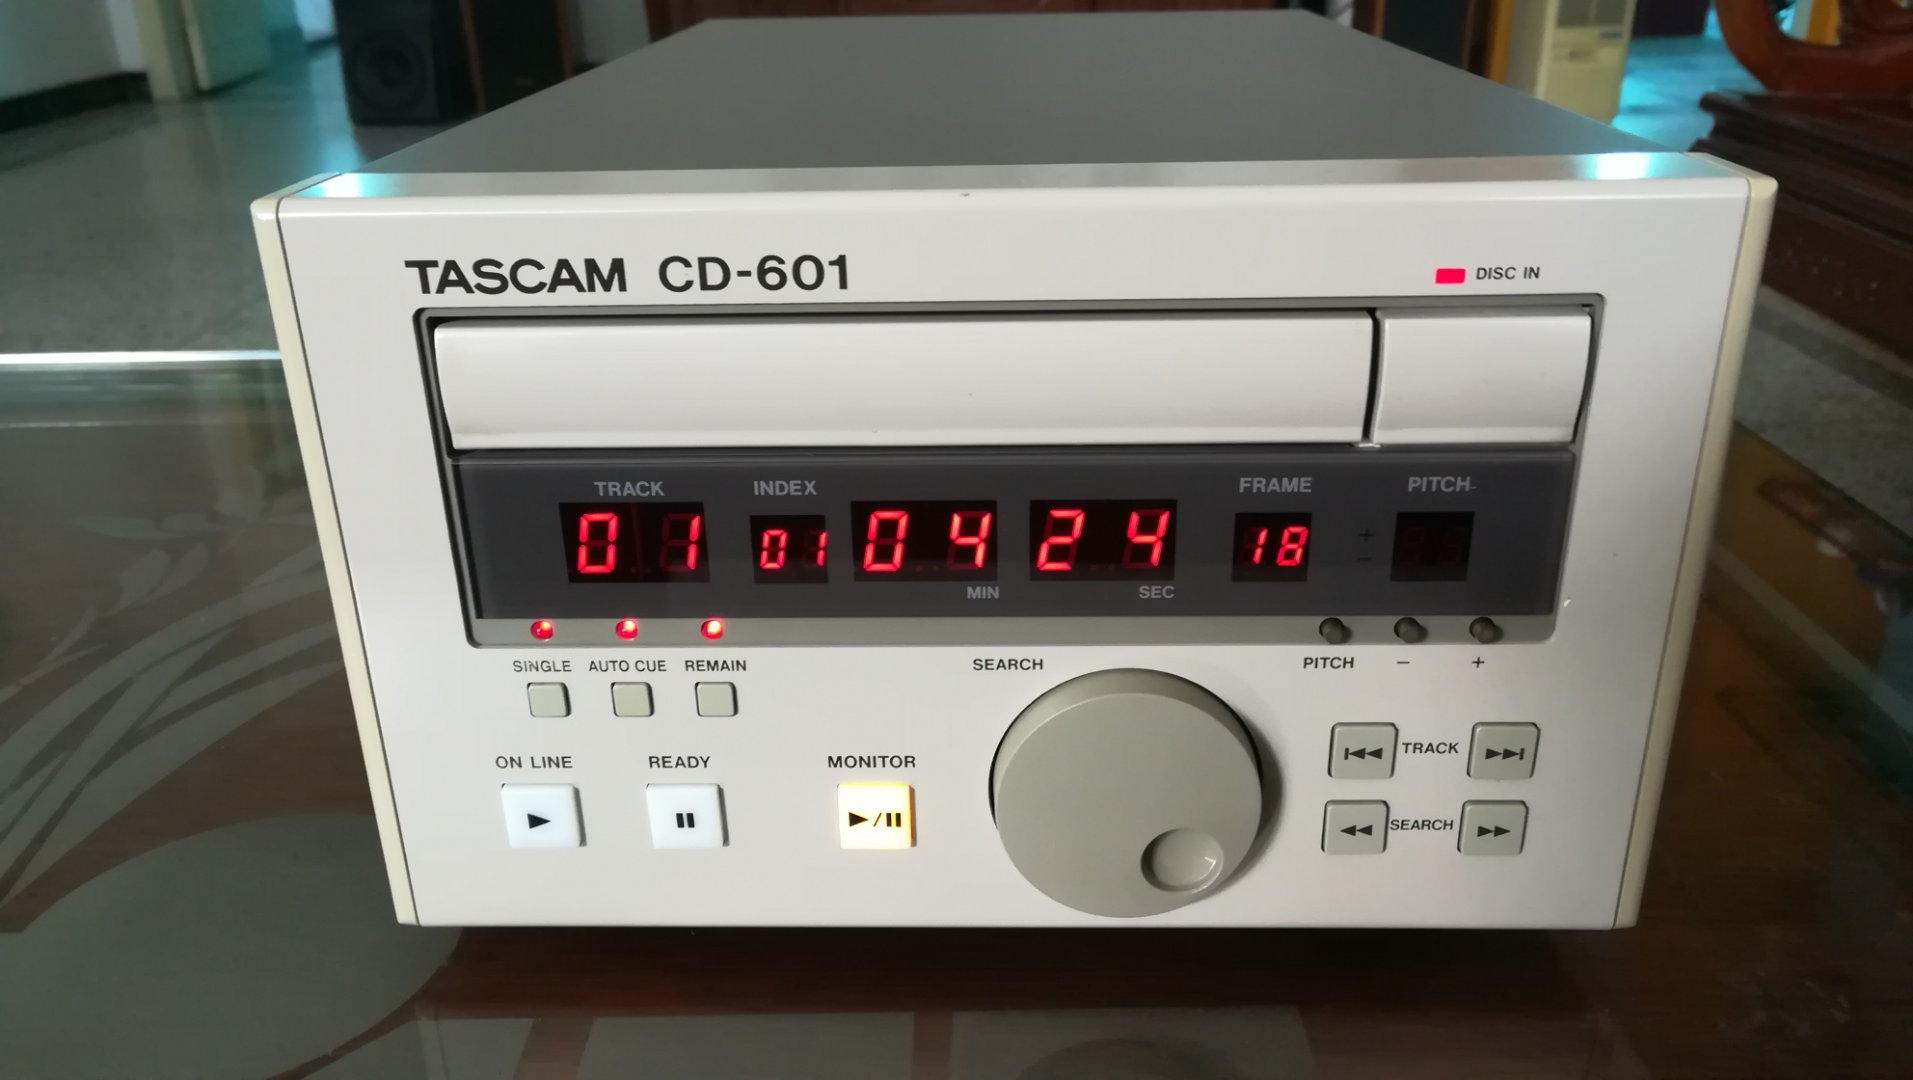 TASCAM CD-601
DISC IN
TRACK INDEX FRAME PITCH
01 01 04 24 18 + -
MIN SEC
SINGLE AUTO CUE REMAIN SEARCH PITCH - +
ON LINE READY MONITOR TRACK
SEARCH